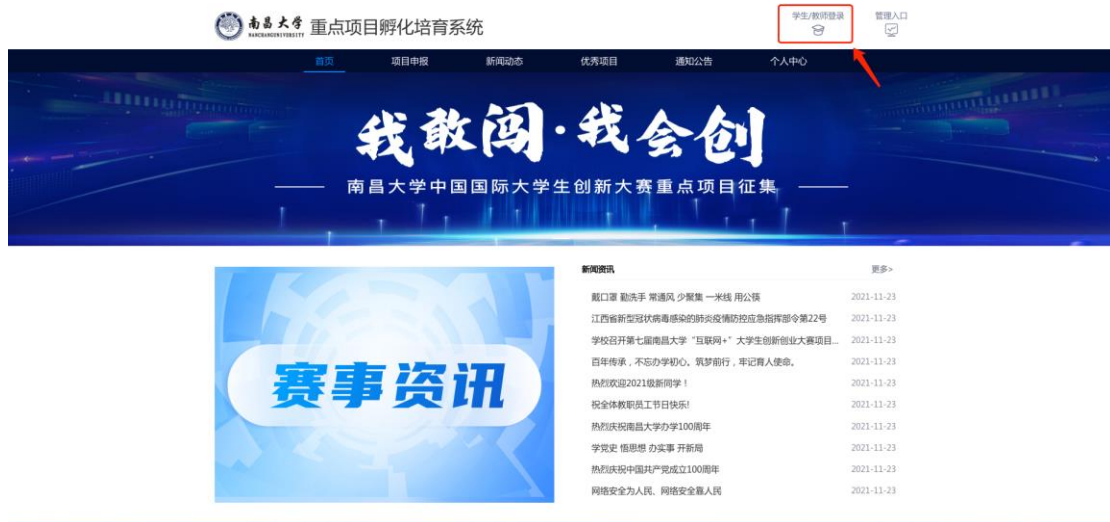 南昌大学 重点项目孵化培育系统
NANCHANG UNIVERSITY
学生/教师登录
管理入口
首页 项目申报 新闻动态 优秀项目 通知公告 个人中心
我敢闯·我会创
南昌大学中国国际大学生创新大赛重点项目征集
赛事资讯
新闻资讯 更多>
戴口罩 勤洗手 常通风 少聚集 一米线 用公筷 2021-11-23
江西省新型冠状病毒感染的肺炎疫情防控应急指挥部令第22号 2021-11-23
学校召开第七届南昌大学“互联网+”大学生创新创业大赛项目... 2021-11-23
百年传承,不忘办学初心。筑梦前行,牢记育人使命。 2021-11-23
热烈欢迎2021级新同学! 2021-11-23
祝全体教职员工节日快乐! 2021-11-23
热烈庆祝南昌大学办学100周年 2021-11-23
学党史 悟思想 办实事 开新局 2021-11-23
热烈庆祝中国共产党成立100周年 2021-11-23
网络安全为人民、网络安全靠人民 2021-11-23